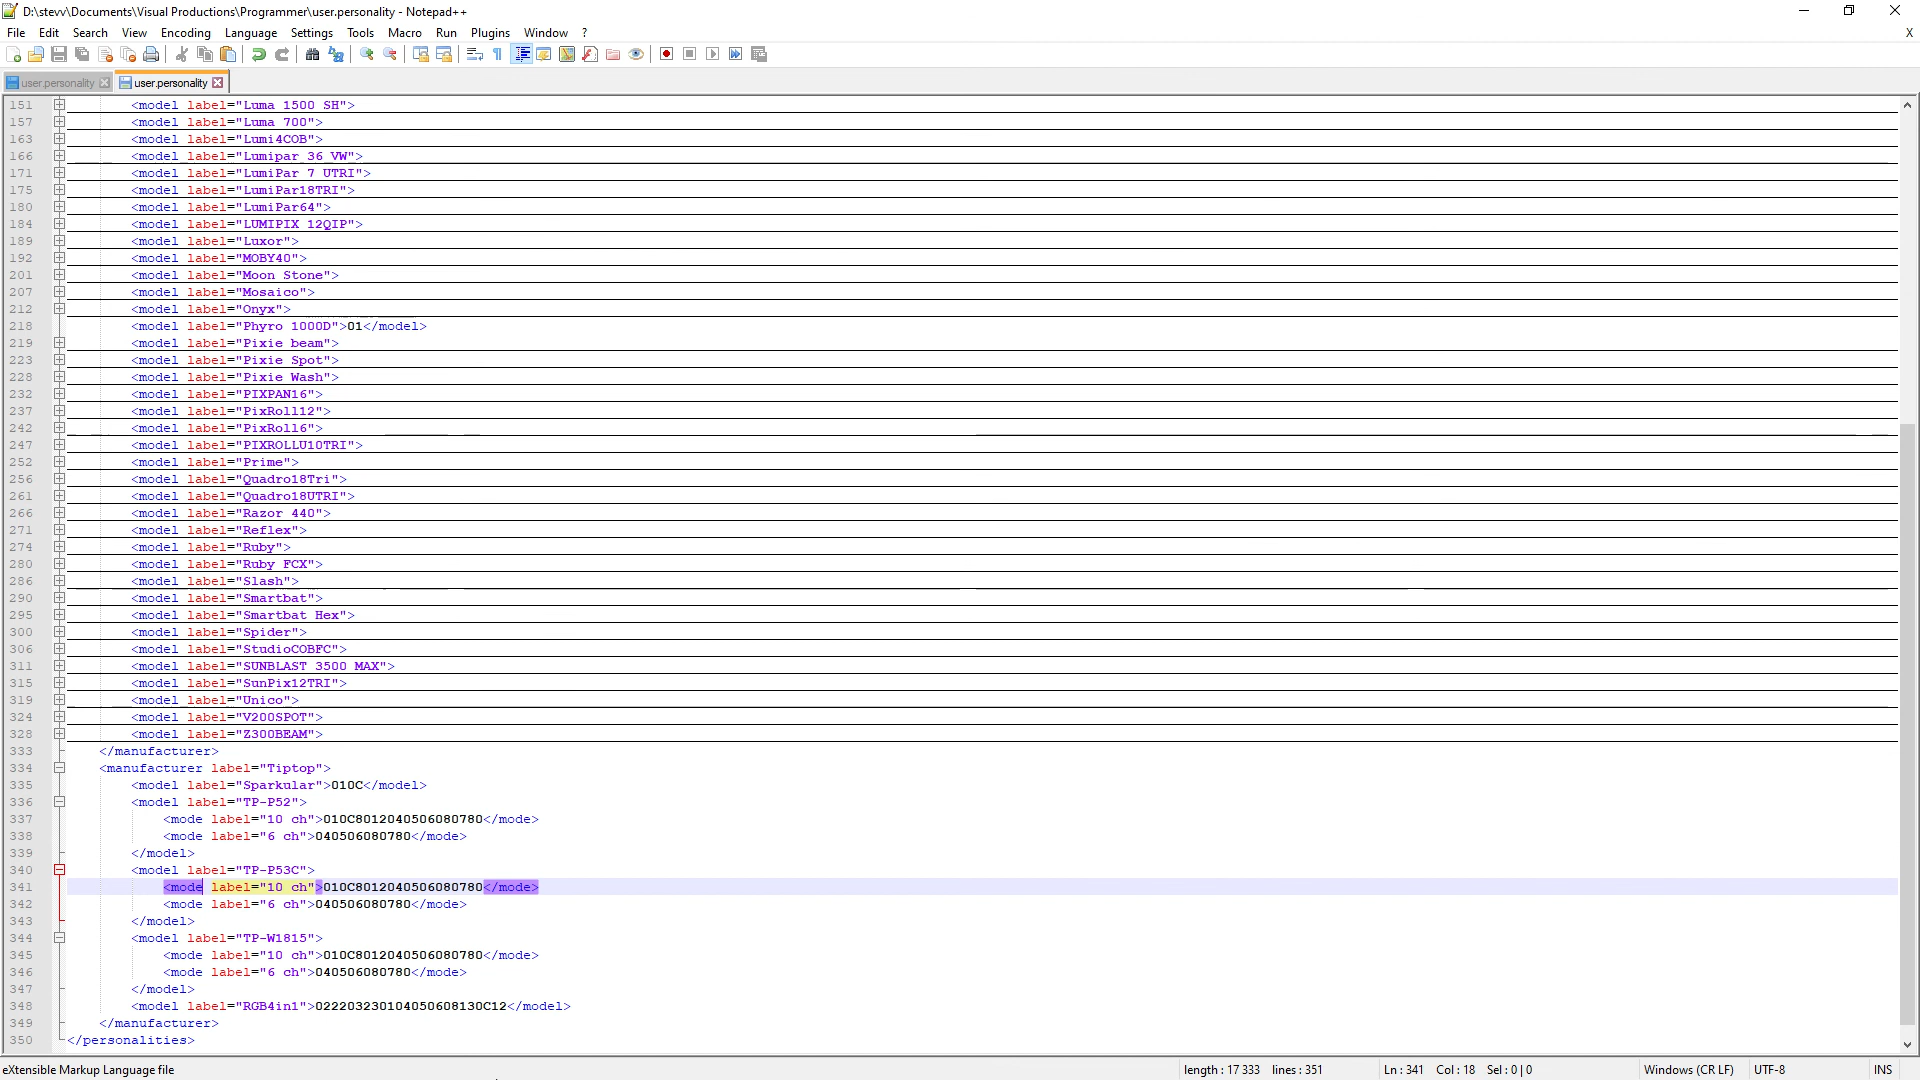 D:\stevv\Documents\Visual Productions\Programmer\user.personality - Notepad++
File Edit Search View Encoding Language Settings Tools Macro Run Plugins Window ? X
user.personality user.personality
151 <model label="Luma 1500 SH">
157 <model label="Luma 700">
163 <model label="Lumi4COB">
166 <model label="Lumipar 36 VW">
171 <model label="LumiPar 7 UTRI">
175 <model label="LumiPar18TRI">
180 <model label="LumiPar64">
184 <model label="LUMIPIX 12QIP">
189 <model label="Luxor">
192 <model label="MOBY40">
201 <model label="Moon Stone">
207 <model label="Mosaico">
212 <model label="Onyx">
218 <model label="Phyro 1000D">01</model>
219 <model label="Pixie beam">
223 <model label="Pixie Spot">
228 <model label="Pixie Wash">
232 <model label="PIXPAN16">
237 <model label="PixRoll12">
242 <model label="PixRoll6">
247 <model label="PIXROLLU10TRI">
252 <model label="Prime">
256 <model label="Quadro18Tri">
261 <model label="Quadro18UTRI">
266 <model label="Razor 440">
271 <model label="Reflex">
274 <model label="Ruby">
280 <model label="Ruby FCX">
286 <model label="Slash">
290 <model label="Smartbat">
295 <model label="Smartbat Hex">
300 <model label="Spider">
306 <model label="StudioCOBFC">
311 <model label="SUNBLAST 3500 MAX">
315 <model label="SunPix12TRI">
319 <model label="Unico">
324 <model label="V200SPOT">
328 <model label="Z300BEAM">
333 </manufacturer>
334 <manufacturer label="Tiptop">
335 <model label="Sparkular">010C</model>
336 <model label="TP-P52">
337 <mode label="10 ch">010C8012040506080780</mode>
338 <mode label="6 ch">040506080780</mode>
339 </model>
340 <model label="TP-P53C">
341 <mode label="10 ch">010C8012040506080780</mode>
342 <mode label="6 ch">040506080780</mode>
343 </model>
344 <model label="TP-W1815">
345 <mode label="10 ch">010C8012040506080780</mode>
346 <mode label="6 ch">040506080780</mode>
347 </model>
348 <model label="RGB4in1">022203230104050608130C12</model>
349 </manufacturer>
350 </personalities>
eXtensible Markup Language file length : 17 333 lines : 351 Ln : 341 Col : 18 Sel : 0 | 0 Windows (CR LF) UTF-8 INS